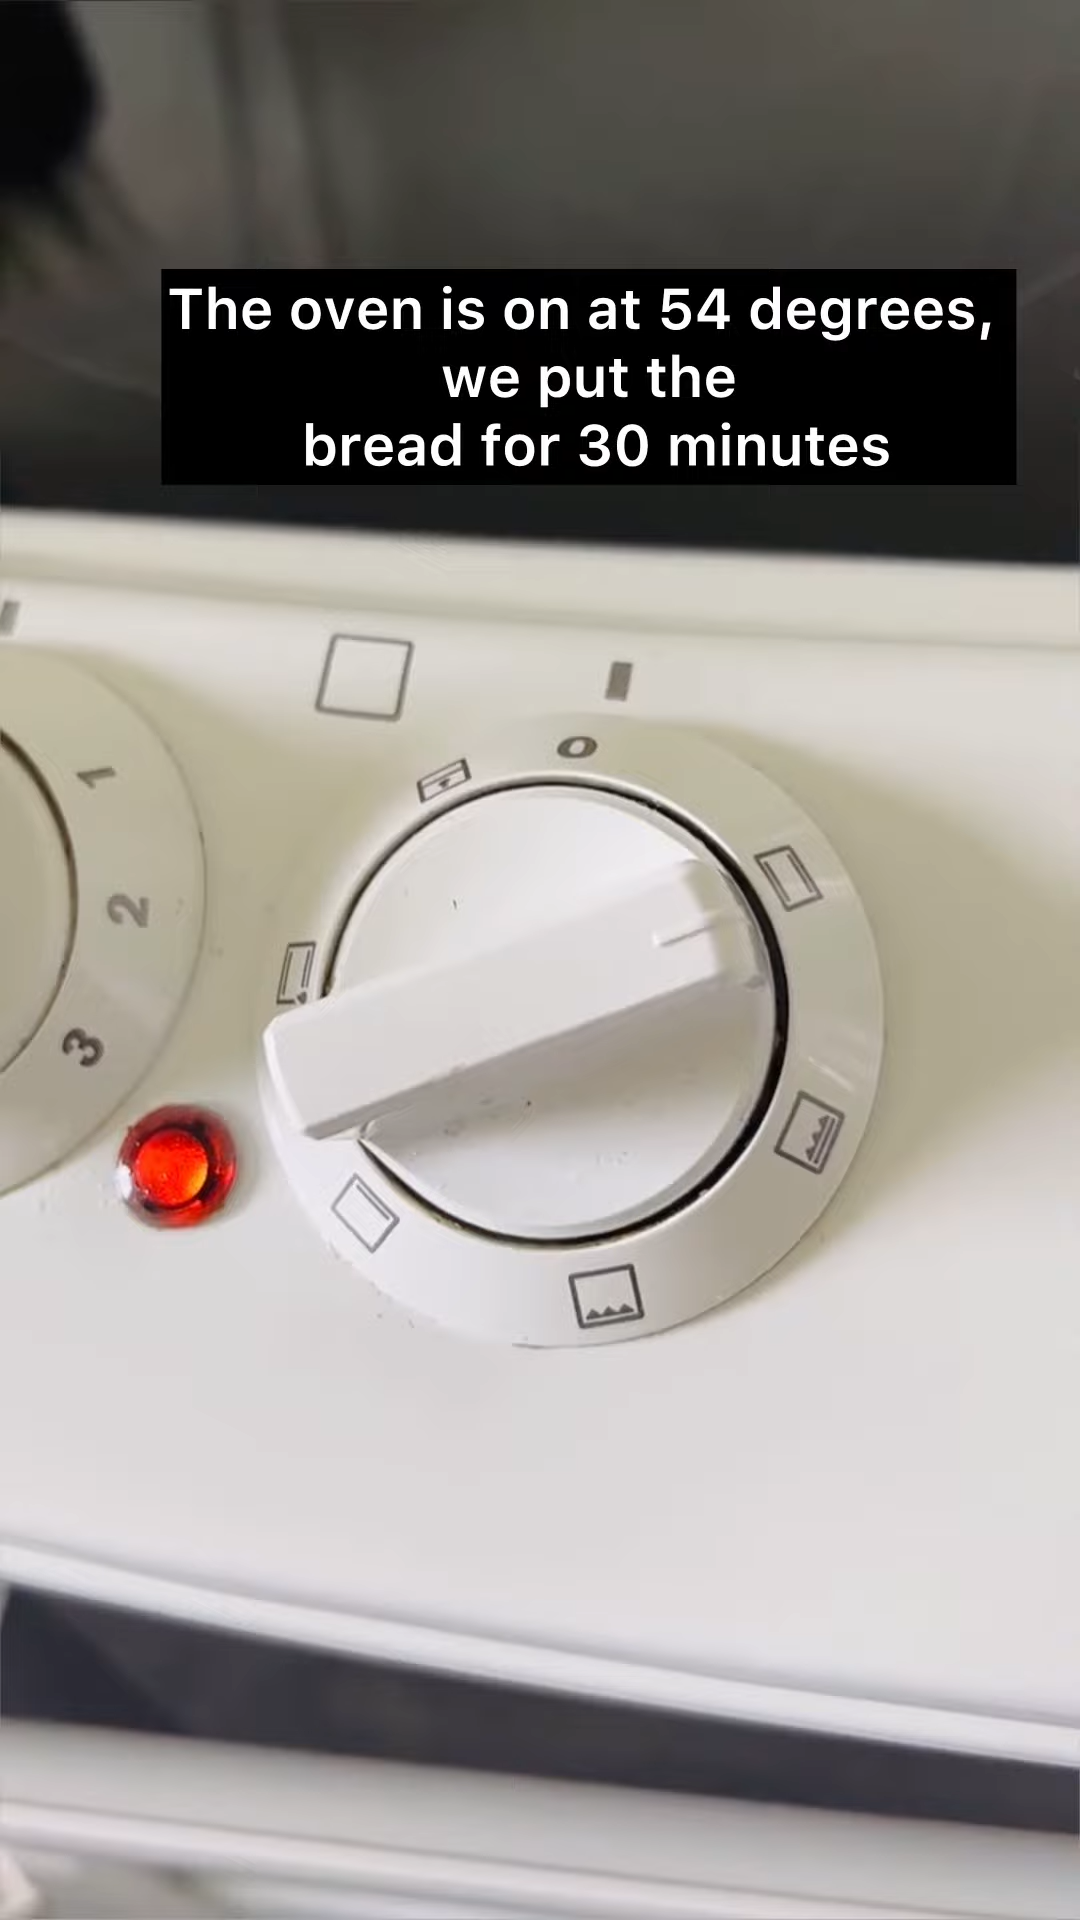 The oven is on at 54 degrees,
we put the
bread for 30 minutes
0
1
2
3